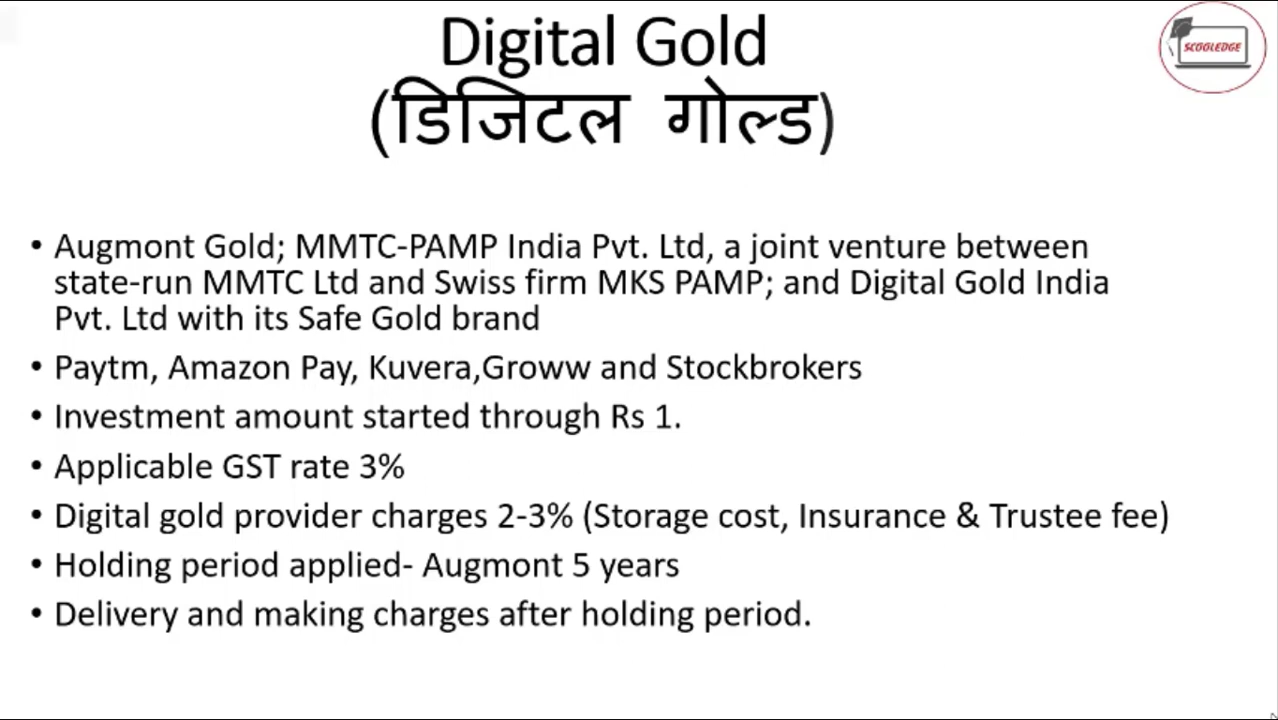 Digital Gold
(डिजिटल गोल्ड)
SCOOLEDGE
• Augmont Gold; MMTC-PAMP India Pvt. Ltd, a joint venture between
state-run MMTC Ltd and Swiss firm MKS PAMP; and Digital Gold India
Pvt. Ltd with its Safe Gold brand
• Paytm, Amazon Pay, Kuvera,Groww and Stockbrokers
• Investment amount started through Rs 1.
• Applicable GST rate 3%
• Digital gold provider charges 2-3% (Storage cost, Insurance & Trustee fee)
• Holding period applied- Augmont 5 years
• Delivery and making charges after holding period.